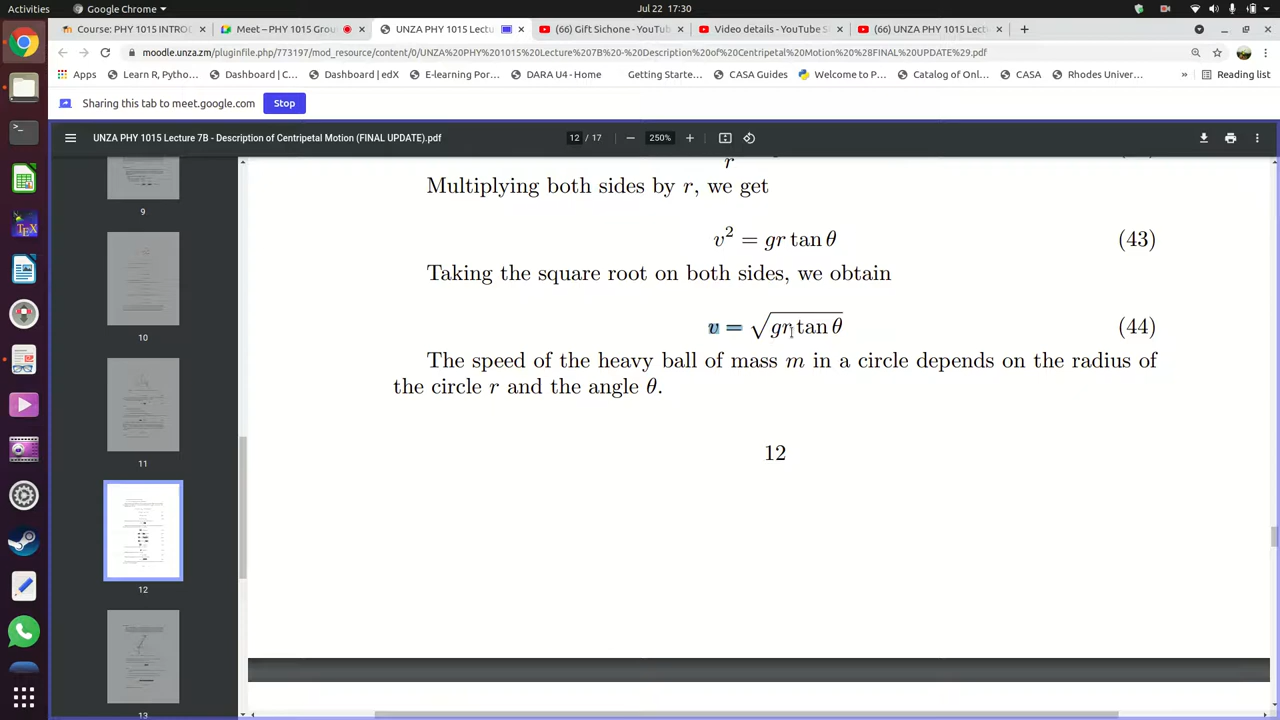 Activities
Google Chrome
Jul 22 17:30
Course: PHY 1015 INTRO
Meet – PHY 1015 Grou
UNZA PHY 1015 Lect
(66) Gift Sichone - YouTub
Video details - YouTube S
(66) UNZA PHY 1015 Lect
moodle.unza.zm/pluginfile.php/773197/mod_resource/content/0/UNZA%20PHY%201015%20Lecture%207B%20-%20Description%20of%20Centripetal%20Motion%20%28FINAL%20UPDATE%29.pdf
Apps
Learn R, Pytho...
Dashboard | C...
Dashboard | edX
E-learning Por...
DARA U4 - Home
Getting Starte...
CASA Guides
Welcome to P...
Catalog of Onl...
CASA
Rhodes Univer...
»
Reading list
Sharing this tab to meet.google.com
Stop
UNZA PHY 1015 Lecture 7B - Description of Centripetal Motion (FINAL UPDATE).pdf
12 / 17
250%
r
Multiplying both sides by r, we get
v² = gr tan θ (43)
Taking the square root on both sides, we obtain
v = √gr tan θ (44)
The speed of the heavy ball of mass m in a circle depends on the radius of
the circle r and the angle θ.
12
9
10
11
12
13